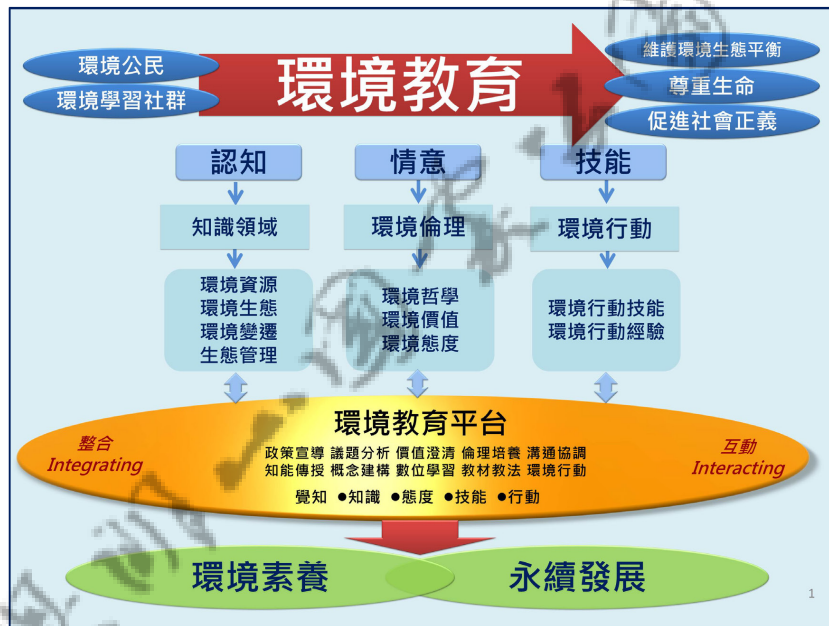 環境公民
環境學習社群
環境教育
維護環境生態平衡
尊重生命
促進社會正義
認知
情意
技能
知識領域
環境倫理
環境行動
環境資源
環境生態
環境變遷
生態管理
環境哲學
環境價值
環境態度
環境行動技能
環境行動經驗
環境教育平台
整合
Integrating
政策宣導 議題分析 價值澄清 倫理培養 溝通協調
知能傳授 概念建構 數位學習 教材教法 環境行動
覺知 ●知識 ●態度 ●技能 ●行動
互動
Interacting
環境素養
永續發展
1